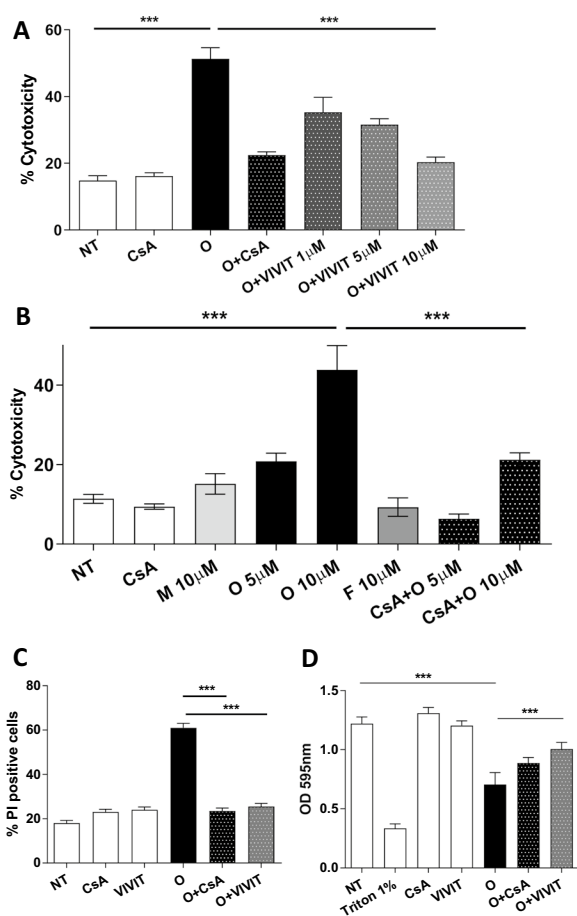 A
*** ***
% Cytotoxicity
60
40
20
0
NT CsA O O+CsA O+VIVIT 1μM O+VIVIT 5μM O+VIVIT 10μM
B
*** ***
% Cytotoxicity
40
20
0
NT CsA M 10μM O 5μM O 10μM F 10μM CsA+O 5μM CsA+O 10μM
C
***
***
% PI positive cells
80
60
40
20
0
NT CsA VIVIT O O+CsA O+VIVIT
D
***
***
OD 595nm
1.5
1.0
0.5
0.0
NT Triton 1% CsA VIVIT O O+CsA O+VIVIT